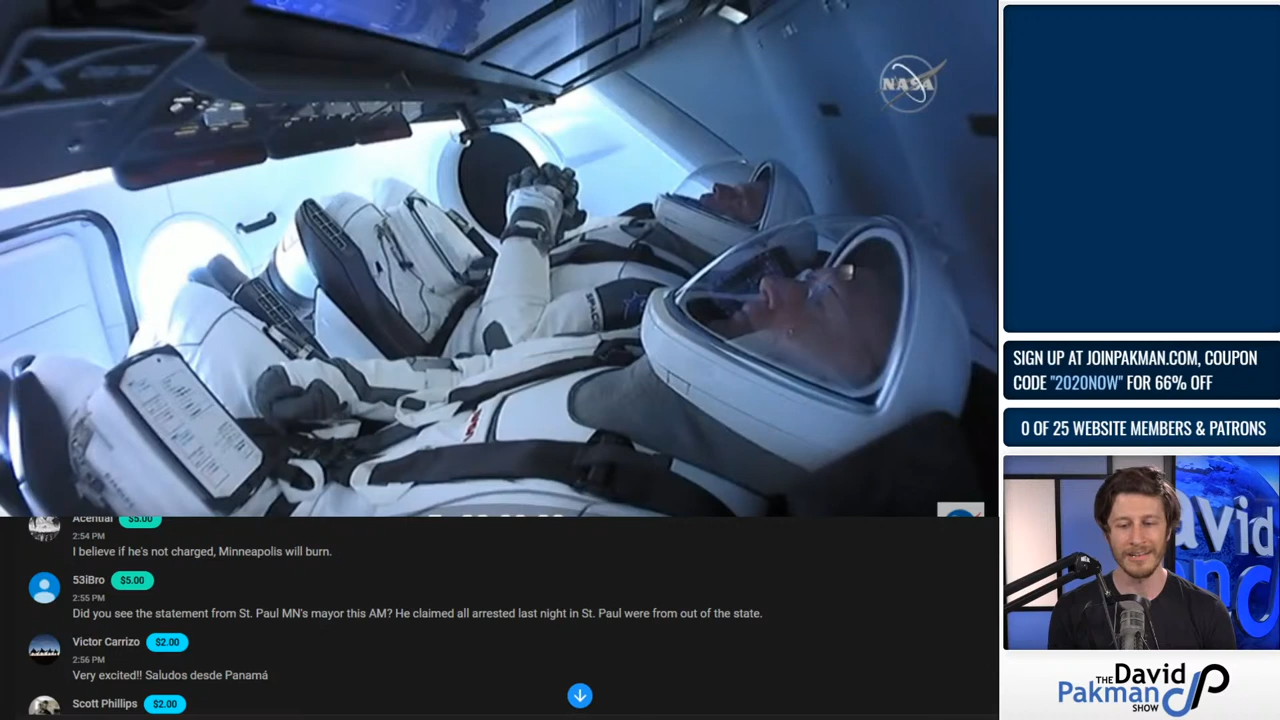 NASA
SPACEX
Acential $5.00
2:54 PM
I believe if he's not charged, Minneapolis will burn.
53iBro $5.00
2:55 PM
Did you see the statement from St. Paul MN's mayor this AM? He claimed all arrested last night in St. Paul were from out of the state.
Victor Carrizo $2.00
2:56 PM
Very excited!! Saludos desde Panamá
Scott Phillips $2.00
SIGN UP AT JOINPAKMAN.COM, COUPON
CODE "2020NOW" FOR 66% OFF
0 OF 25 WEBSITE MEMBERS & PATRONS
avid
THE David
Pakman
SHOW